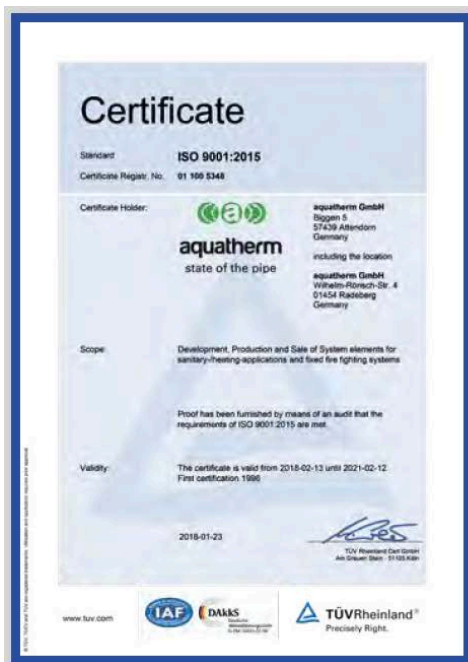 Certificate
Standard ISO 9001:2015
Certificate Registr. No. 01 100 5348
Certificate Holder:
aquatherm
state of the pipe
aquatherm GmbH
Biggen 5
57439 Attendorn
Germany
including the location
aquatherm GmbH
Wilhelm-Rönsch-Str. 4
01454 Radeberg
Germany
Scope: Development, Production and Sale of System elements for
sanitary-/heating-applications and fixed fire fighting systems
Proof has been furnished by means of an audit that the
requirements of ISO 9001:2015 are met.
Validity: The certificate is valid from 2018-02-13 until 2021-02-12.
First certification 1996
2018-01-23
TÜV Rheinland Cert GmbH
Am Grauen Stein · 51105 Köln
www.tuv.com
IAF
DAkkS
Deutsche
Akkreditierungsstelle
TÜVRheinland®
Precisely Right.